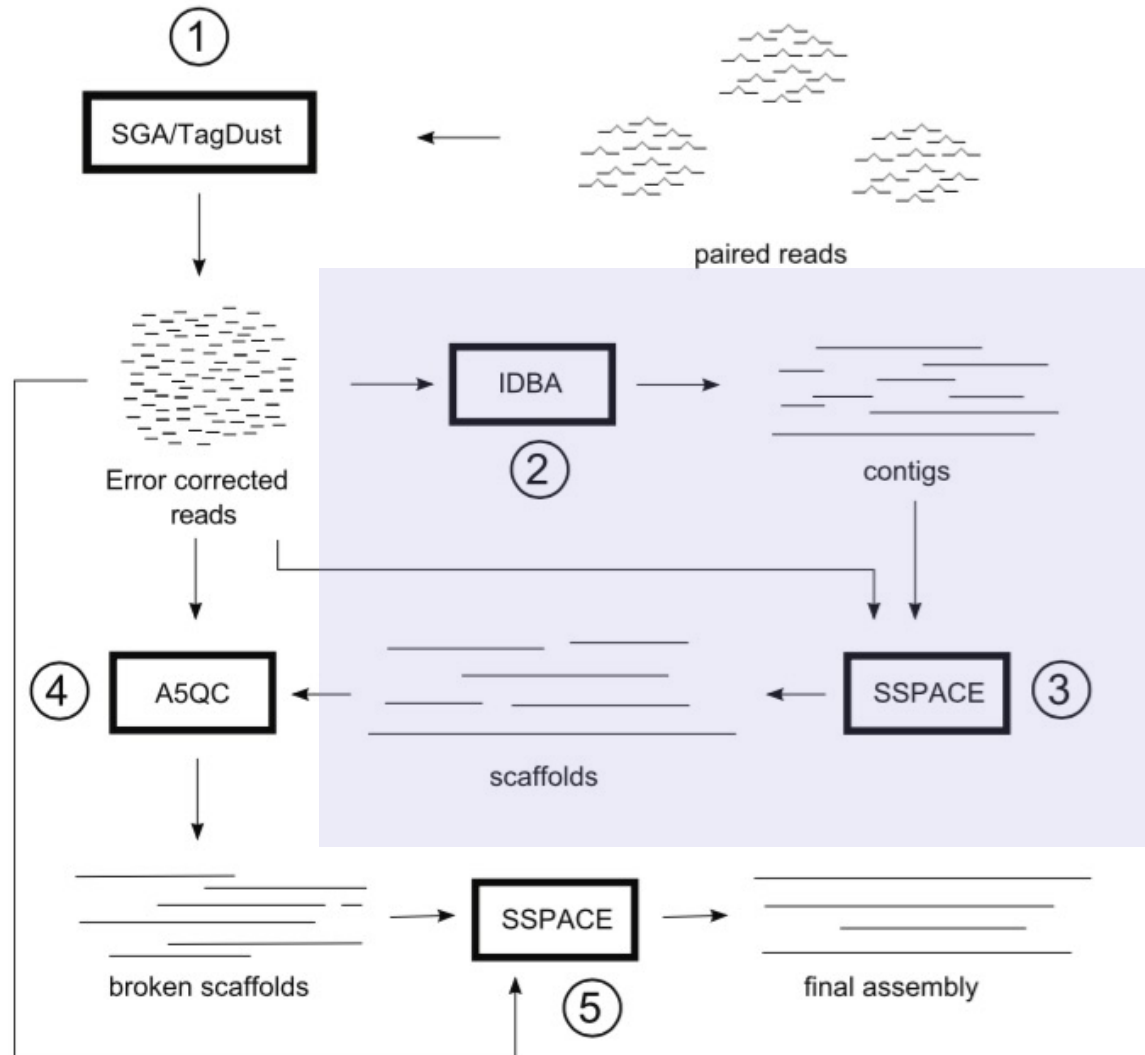 1
SGA/TagDust
paired reads
IDBA
2
contigs
Error corrected
reads
4
A5QC
scaffolds
SSPACE
3
broken scaffolds
SSPACE
5
final assembly